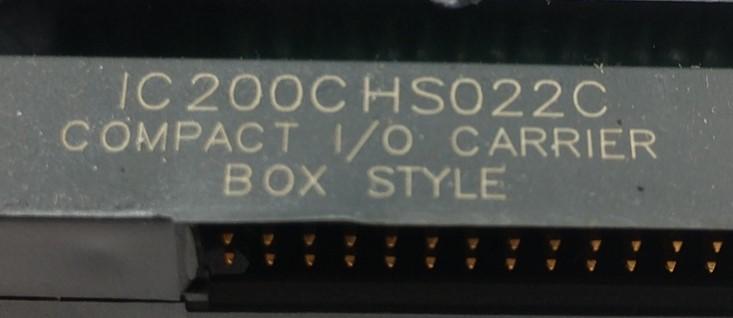 IC200CHS022C
COMPACT I/O CARRIER
BOX STYLE